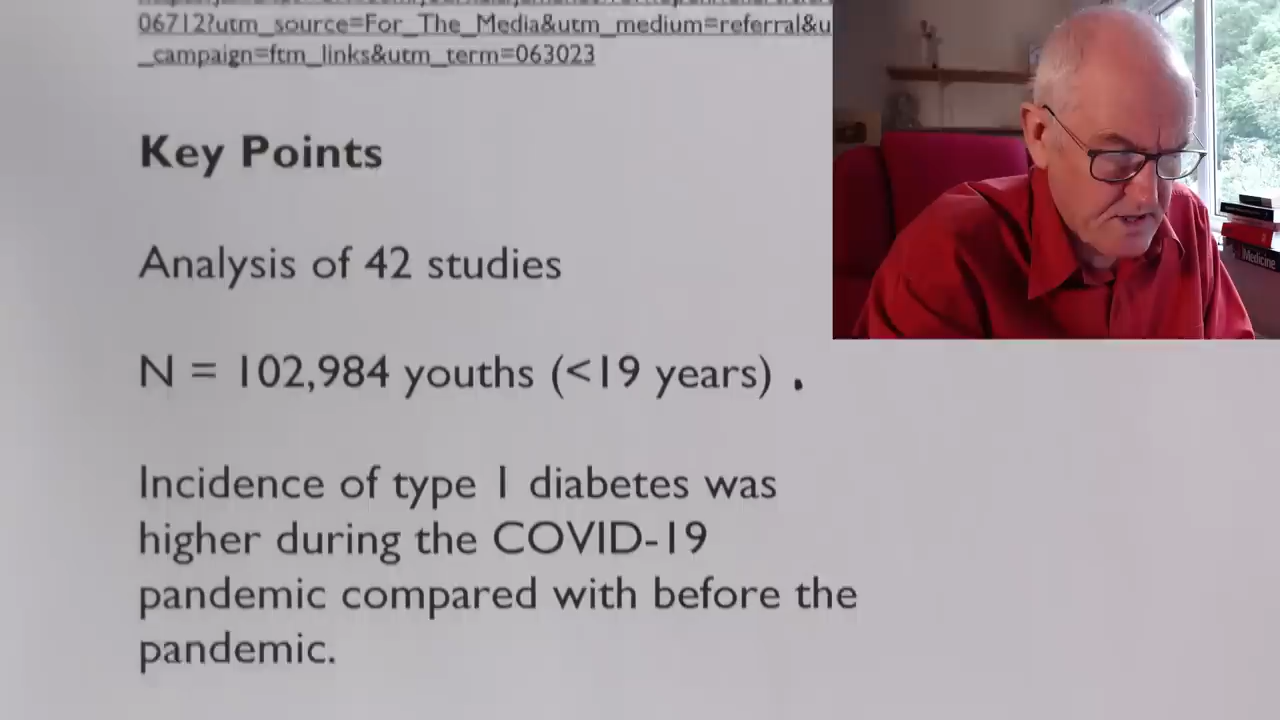 06712?utm_source=For_The_Media&utm_medium=referral&u
_campaign=ftm_links&utm_term=063023
Key Points
Analysis of 42 studies
N = 102,984 youths (<19 years) .
Incidence of type 1 diabetes was
higher during the COVID-19
pandemic compared with before the
pandemic.
Medicine